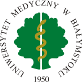 UNIWERSYTET MEDYCZNY W BIAŁYMSTOKU
1950